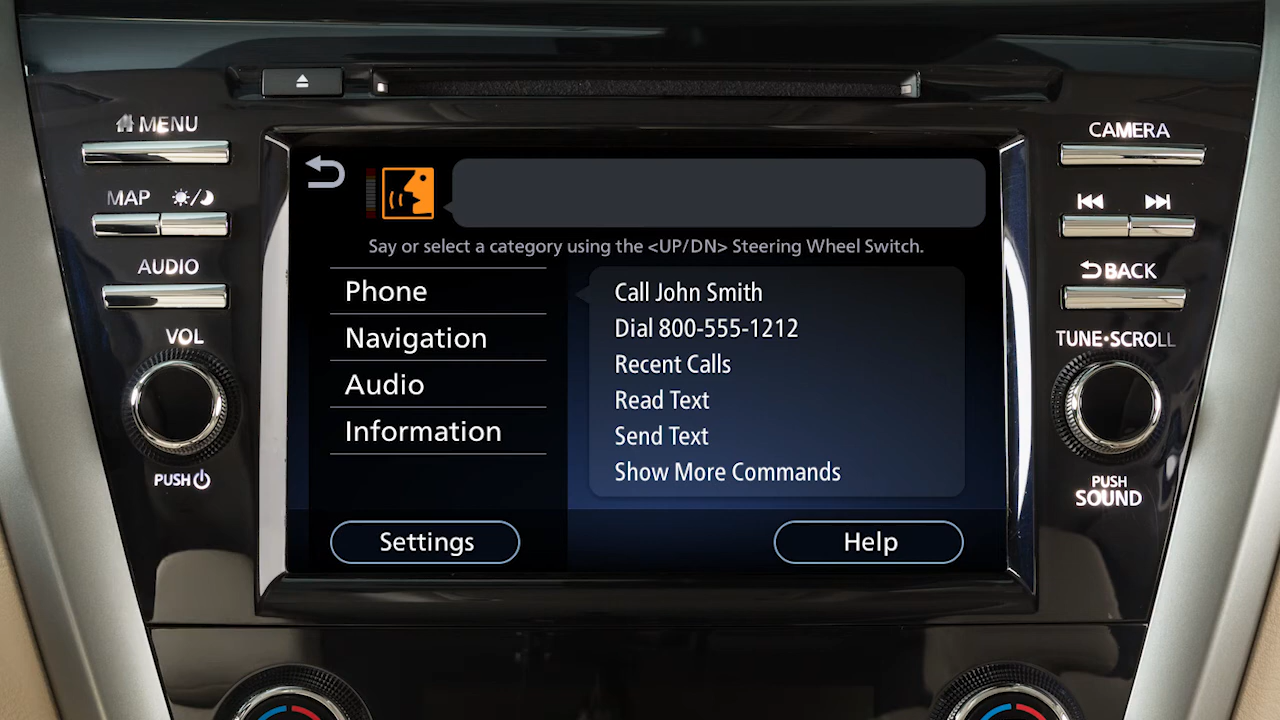 MENU
MAP
AUDIO
VOL
PUSH
Say or select a category using the <UP/DN> Steering Wheel Switch.
Phone
Navigation
Audio
Information
Settings
Call John Smith
Dial 800-555-1212
Recent Calls
Read Text
Send Text
Show More Commands
Help
CAMERA
BACK
TUNE•SCROLL
PUSH
SOUND